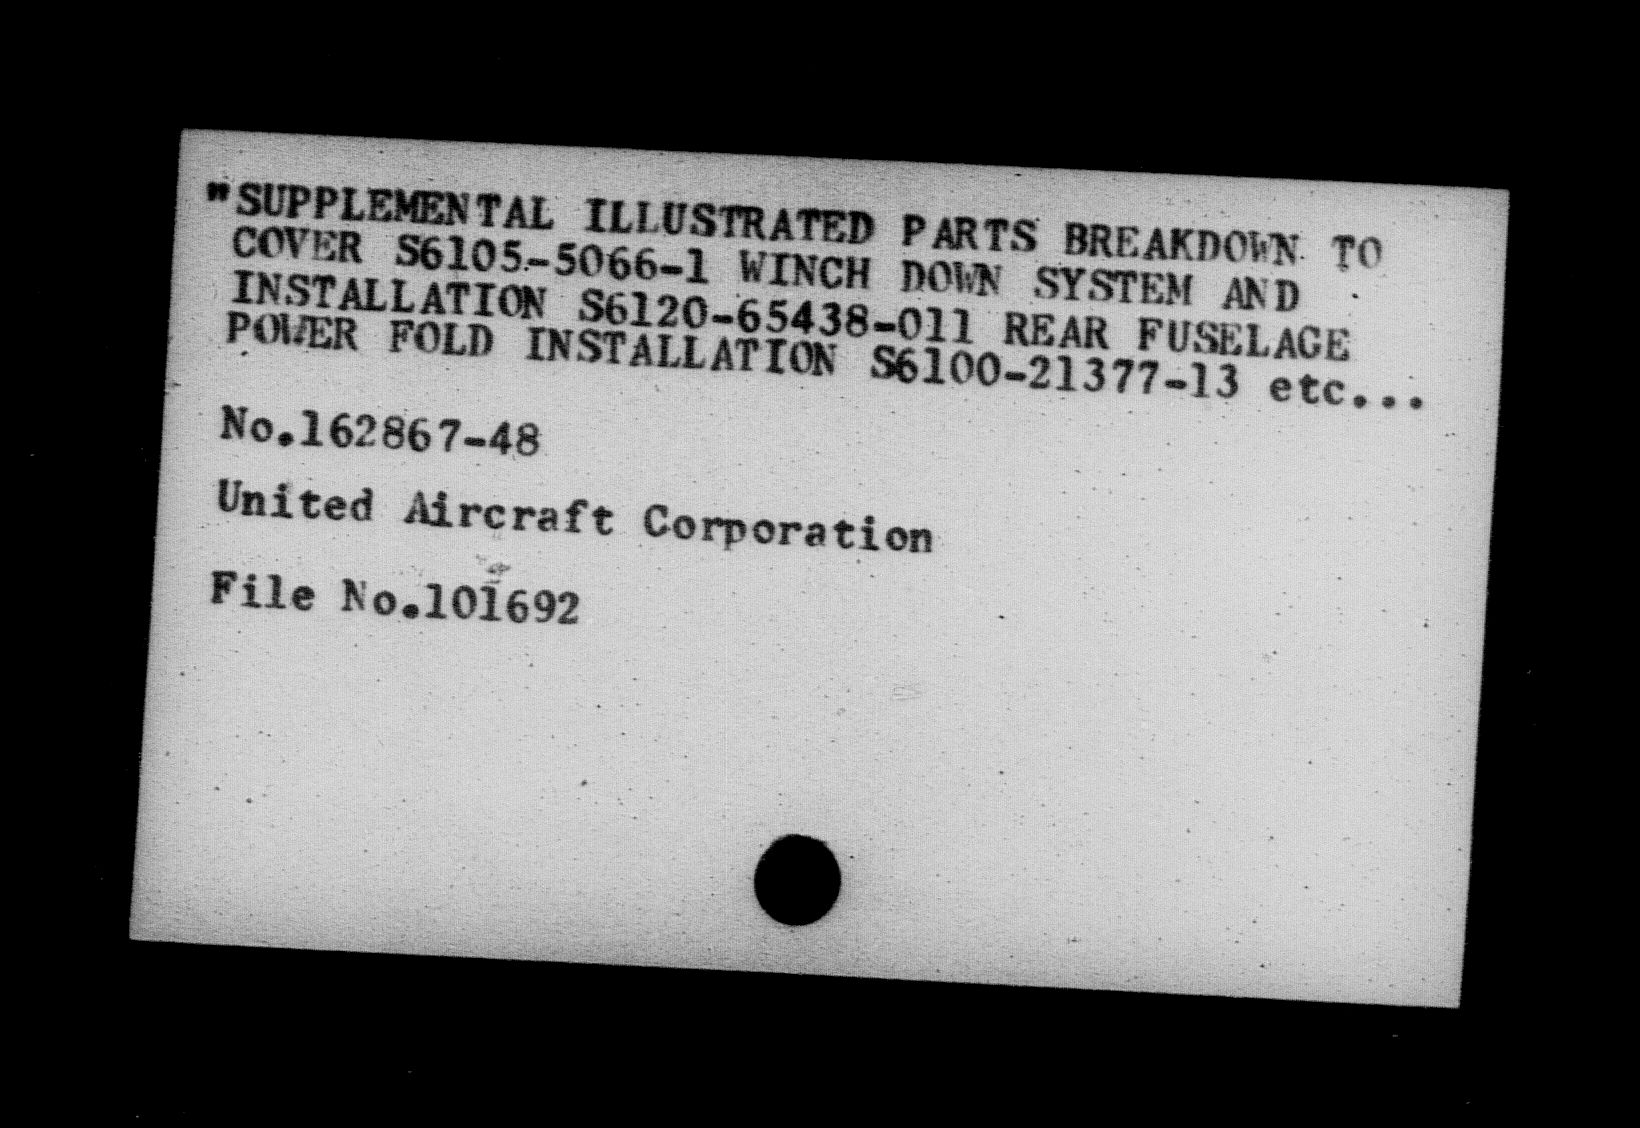 "SUPPLEMENTAL ILLUSTRATED PARTS BREAKDOWN TO
COVER S6105-5066-1 WINCH DOWN SYSTEM AND
INSTALLATION S6120-65438-011 REAR FUSELAGE
POWER FOLD INSTALLATION S6100-21377-13 etc...
No.162867-48
United Aircraft Corporation
File No.101692